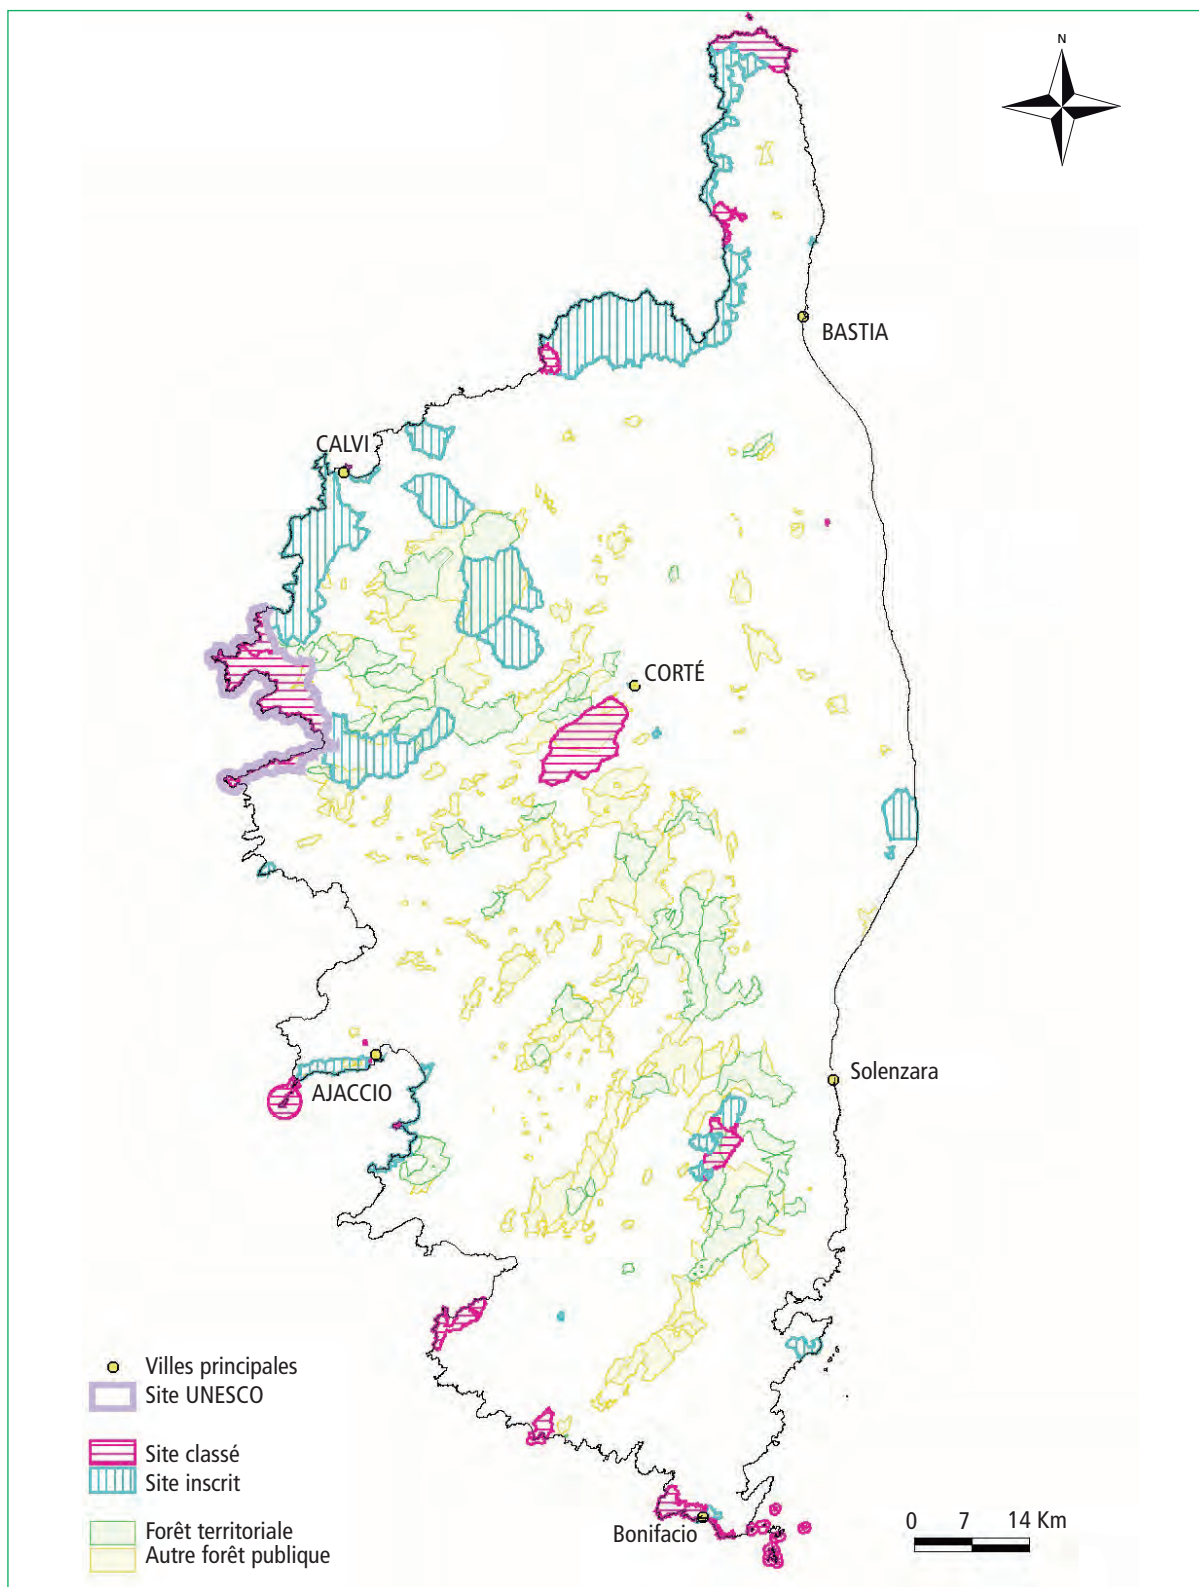 N
BASTIA
CALVI
CORTÉ
AJACCIO
Solenzara
Villes principales
Site UNESCO
Site classé
Site inscrit
Forêt territoriale
Autre forêt publique
Bonifacio
0 7 14 Km